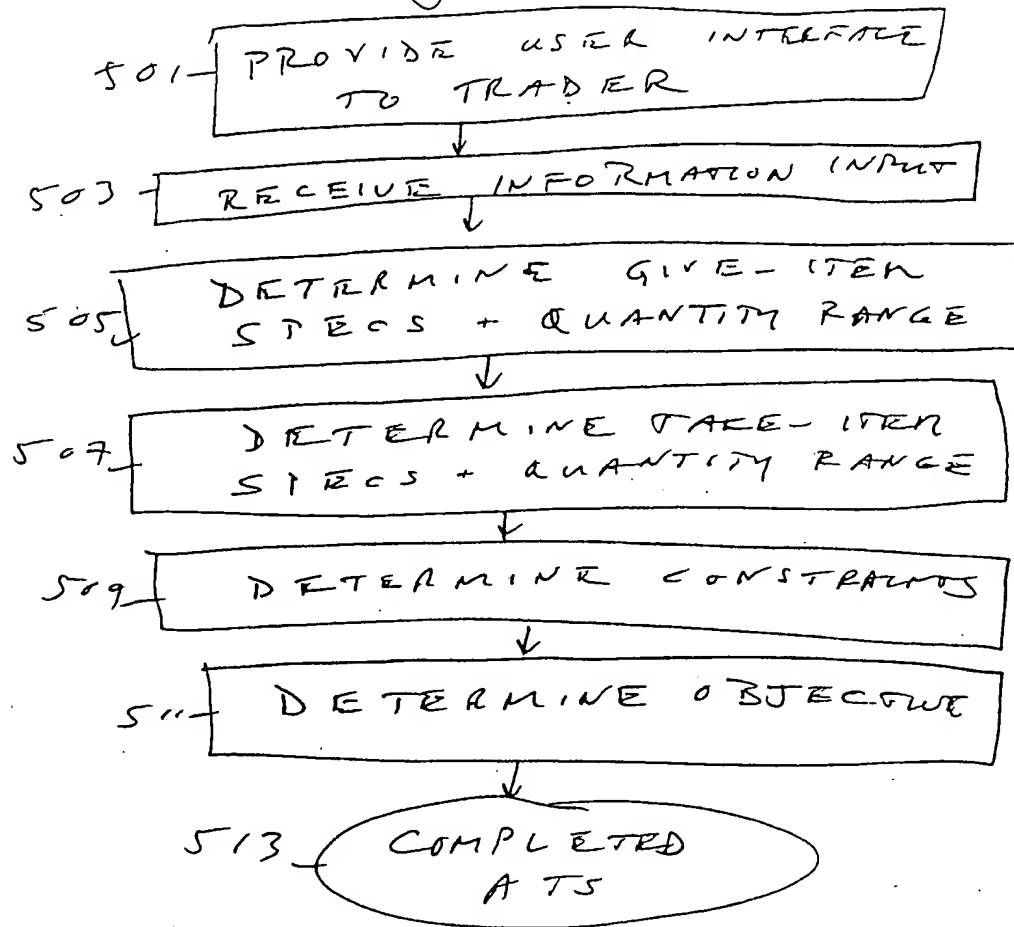 501
PROVIDE USER INTERFACE
TO TRADER
503
RECEIVE INFORMATION INPUT
505
DETERMINE GIVE-ITEM
SPECS + QUANTITY RANGE
507
DETERMINE TAKE-ITEM
SPECS + QUANTITY RANGE
509
DETERMINE CONSTRAINTS
511
DETERMINE OBJECTIVE
513
COMPLETED
ATS